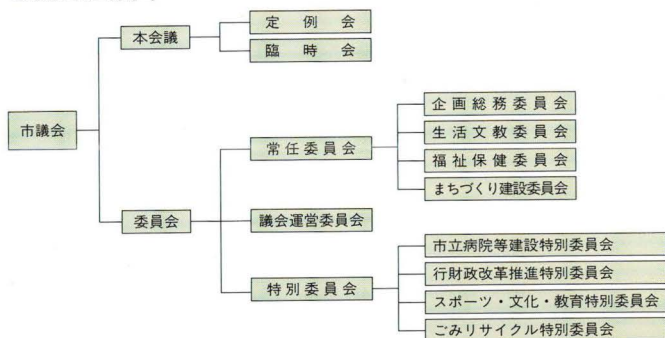 市議会
本会議
定例会
臨時会
委員会
常任委員会
企画総務委員会
生活文教委員会
福祉保健委員会
まちづくり建設委員会
議会運営委員会
特別委員会
市立病院等建設特別委員会
行財政改革推進特別委員会
スポーツ・文化・教育特別委員会
ごみリサイクル特別委員会